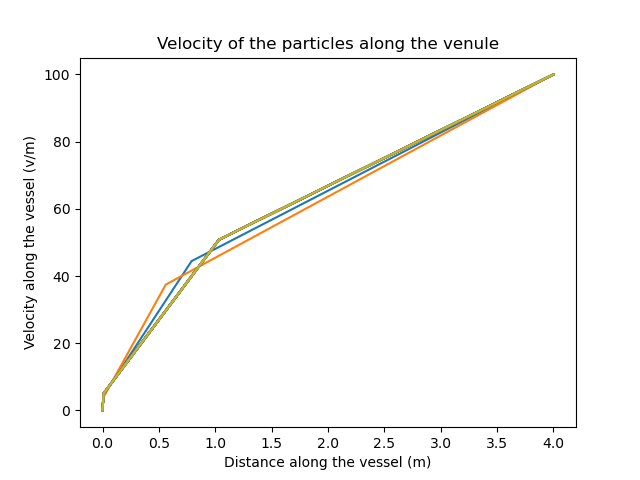 Velocity of the particles along the venule
100
80
60
40
20
0
Velocity along the vessel (v/m)
0.0 0.5 1.0 1.5 2.0 2.5 3.0 3.5 4.0
Distance along the vessel (m)